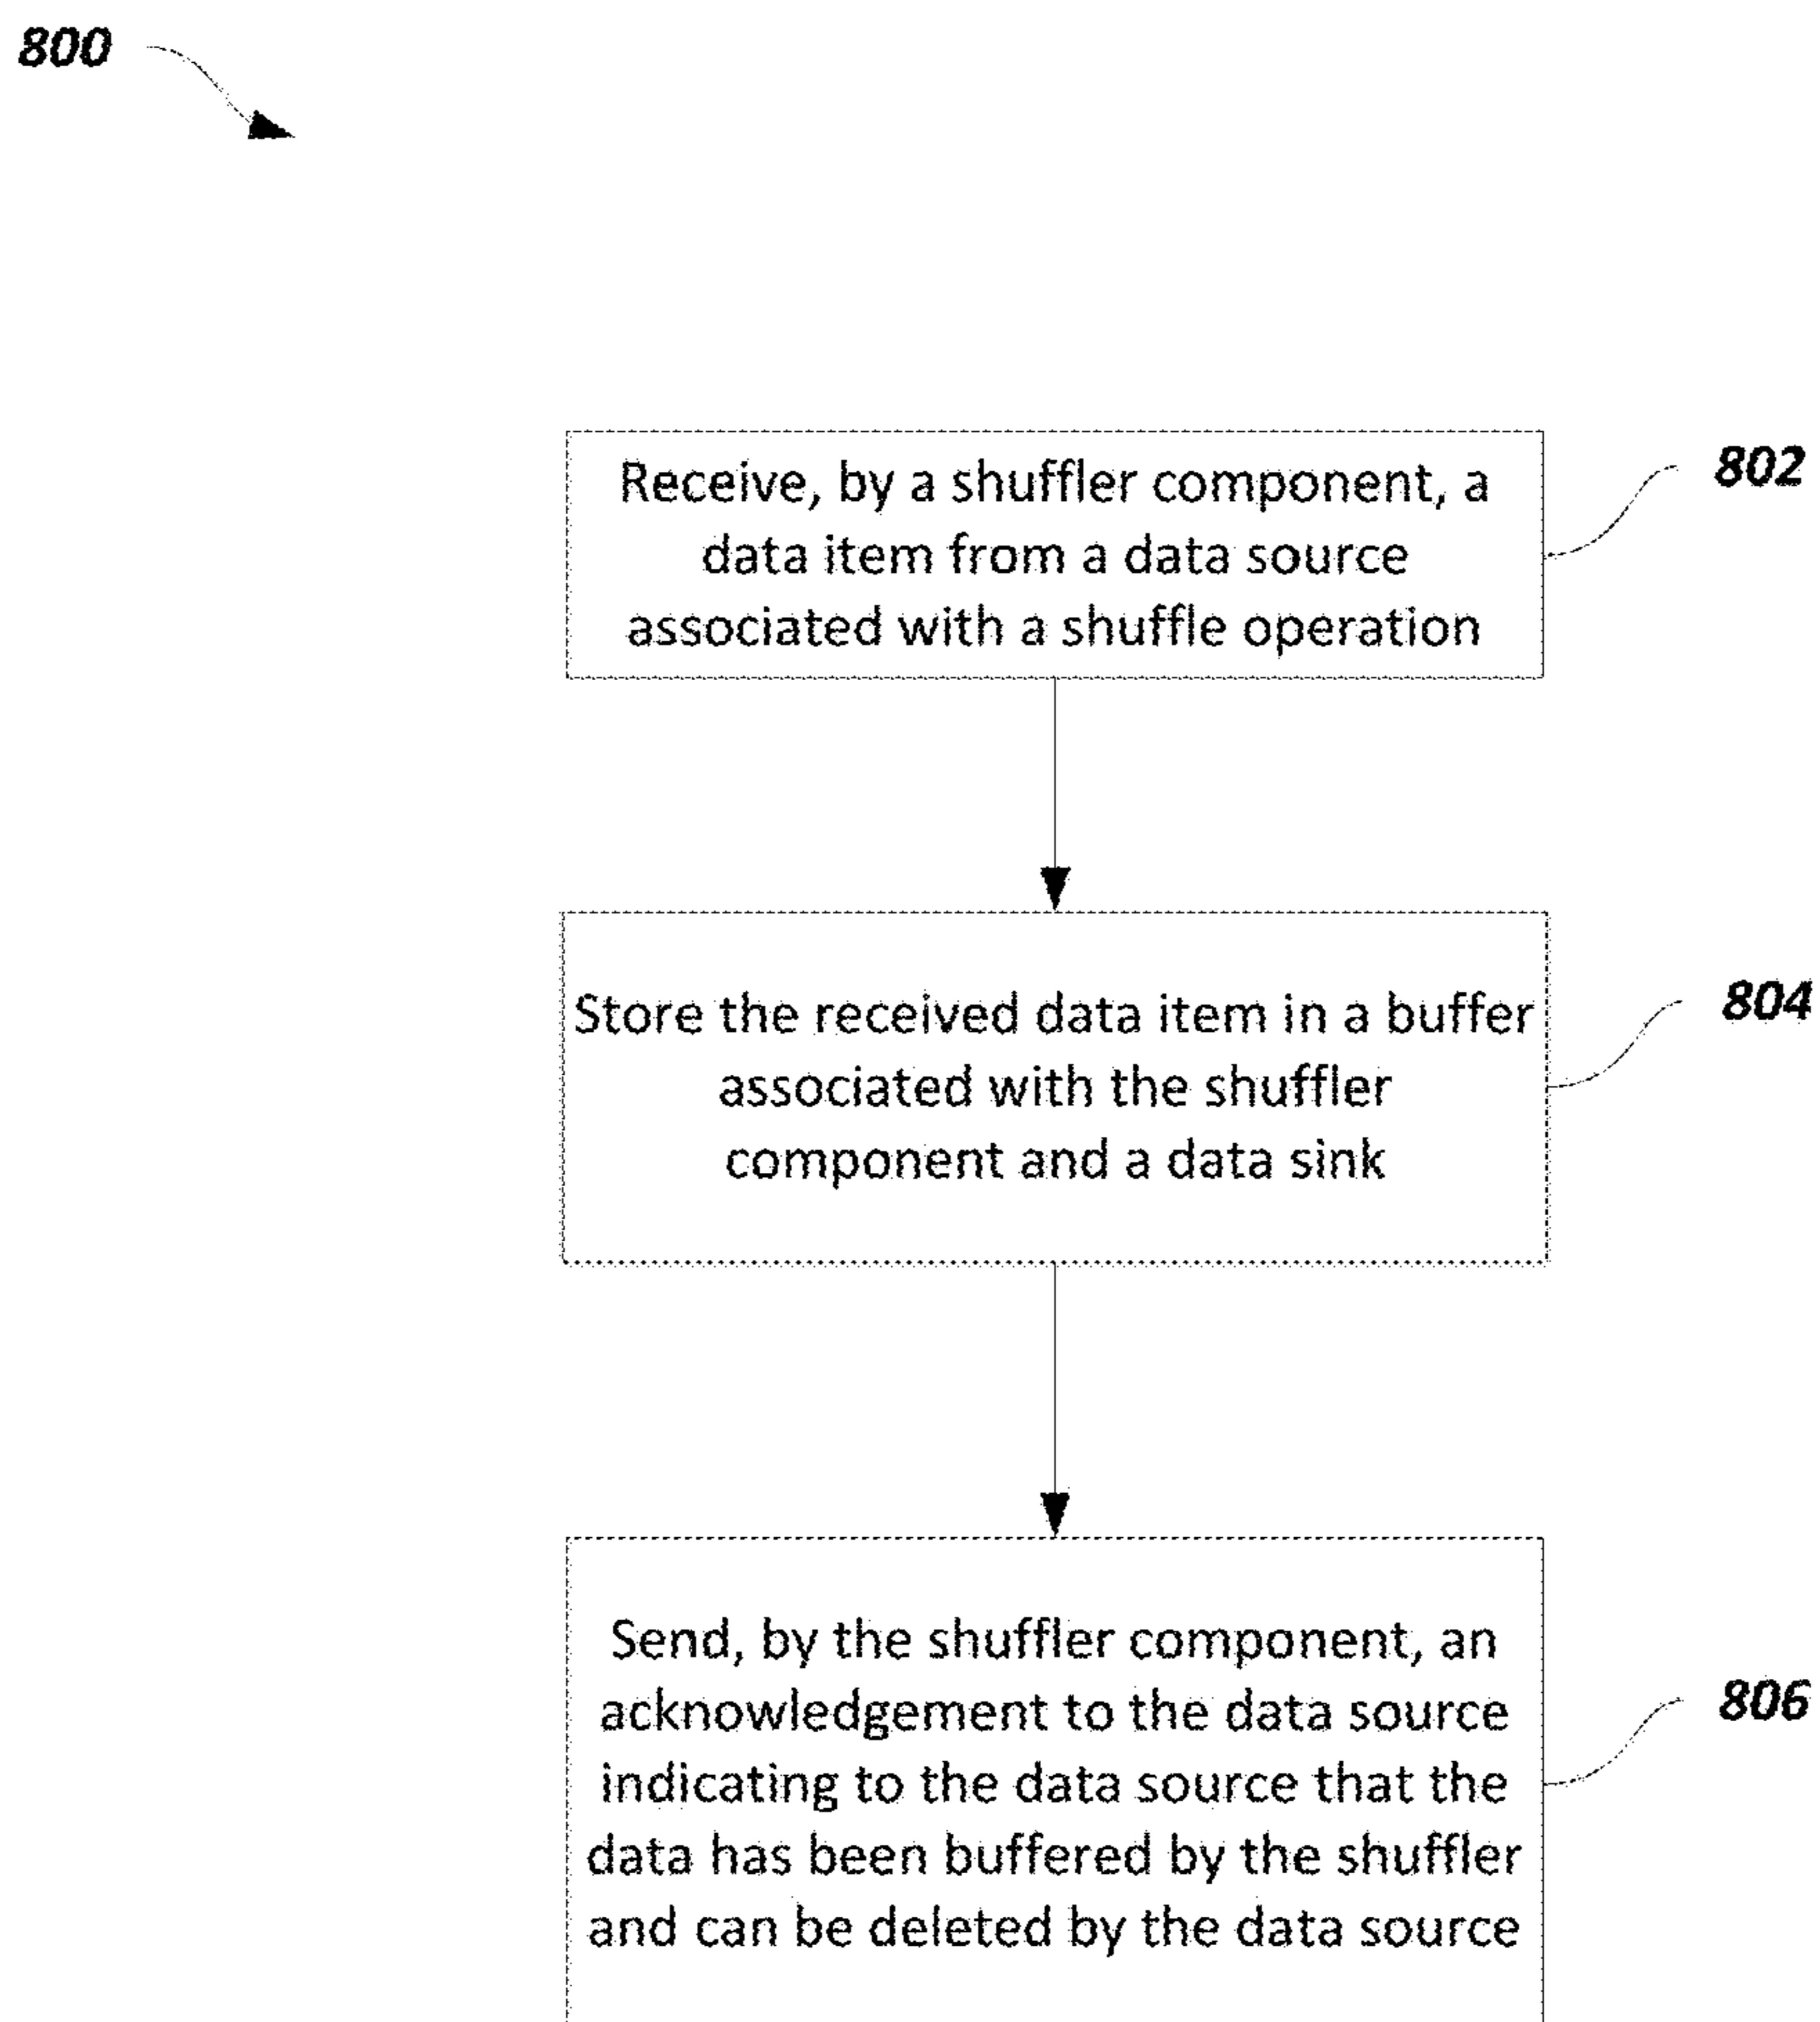 800
Receive, by a shuffler component, a
data item from a data source
associated with a shuffle operation
802
Store the received data item in a buffer
associated with the shuffler
component and a data sink
804
Send, by the shuffler component, an
acknowledgement to the data source
indicating to the data source that the
data has been buffered by the shuffler
and can be deleted by the data source
806